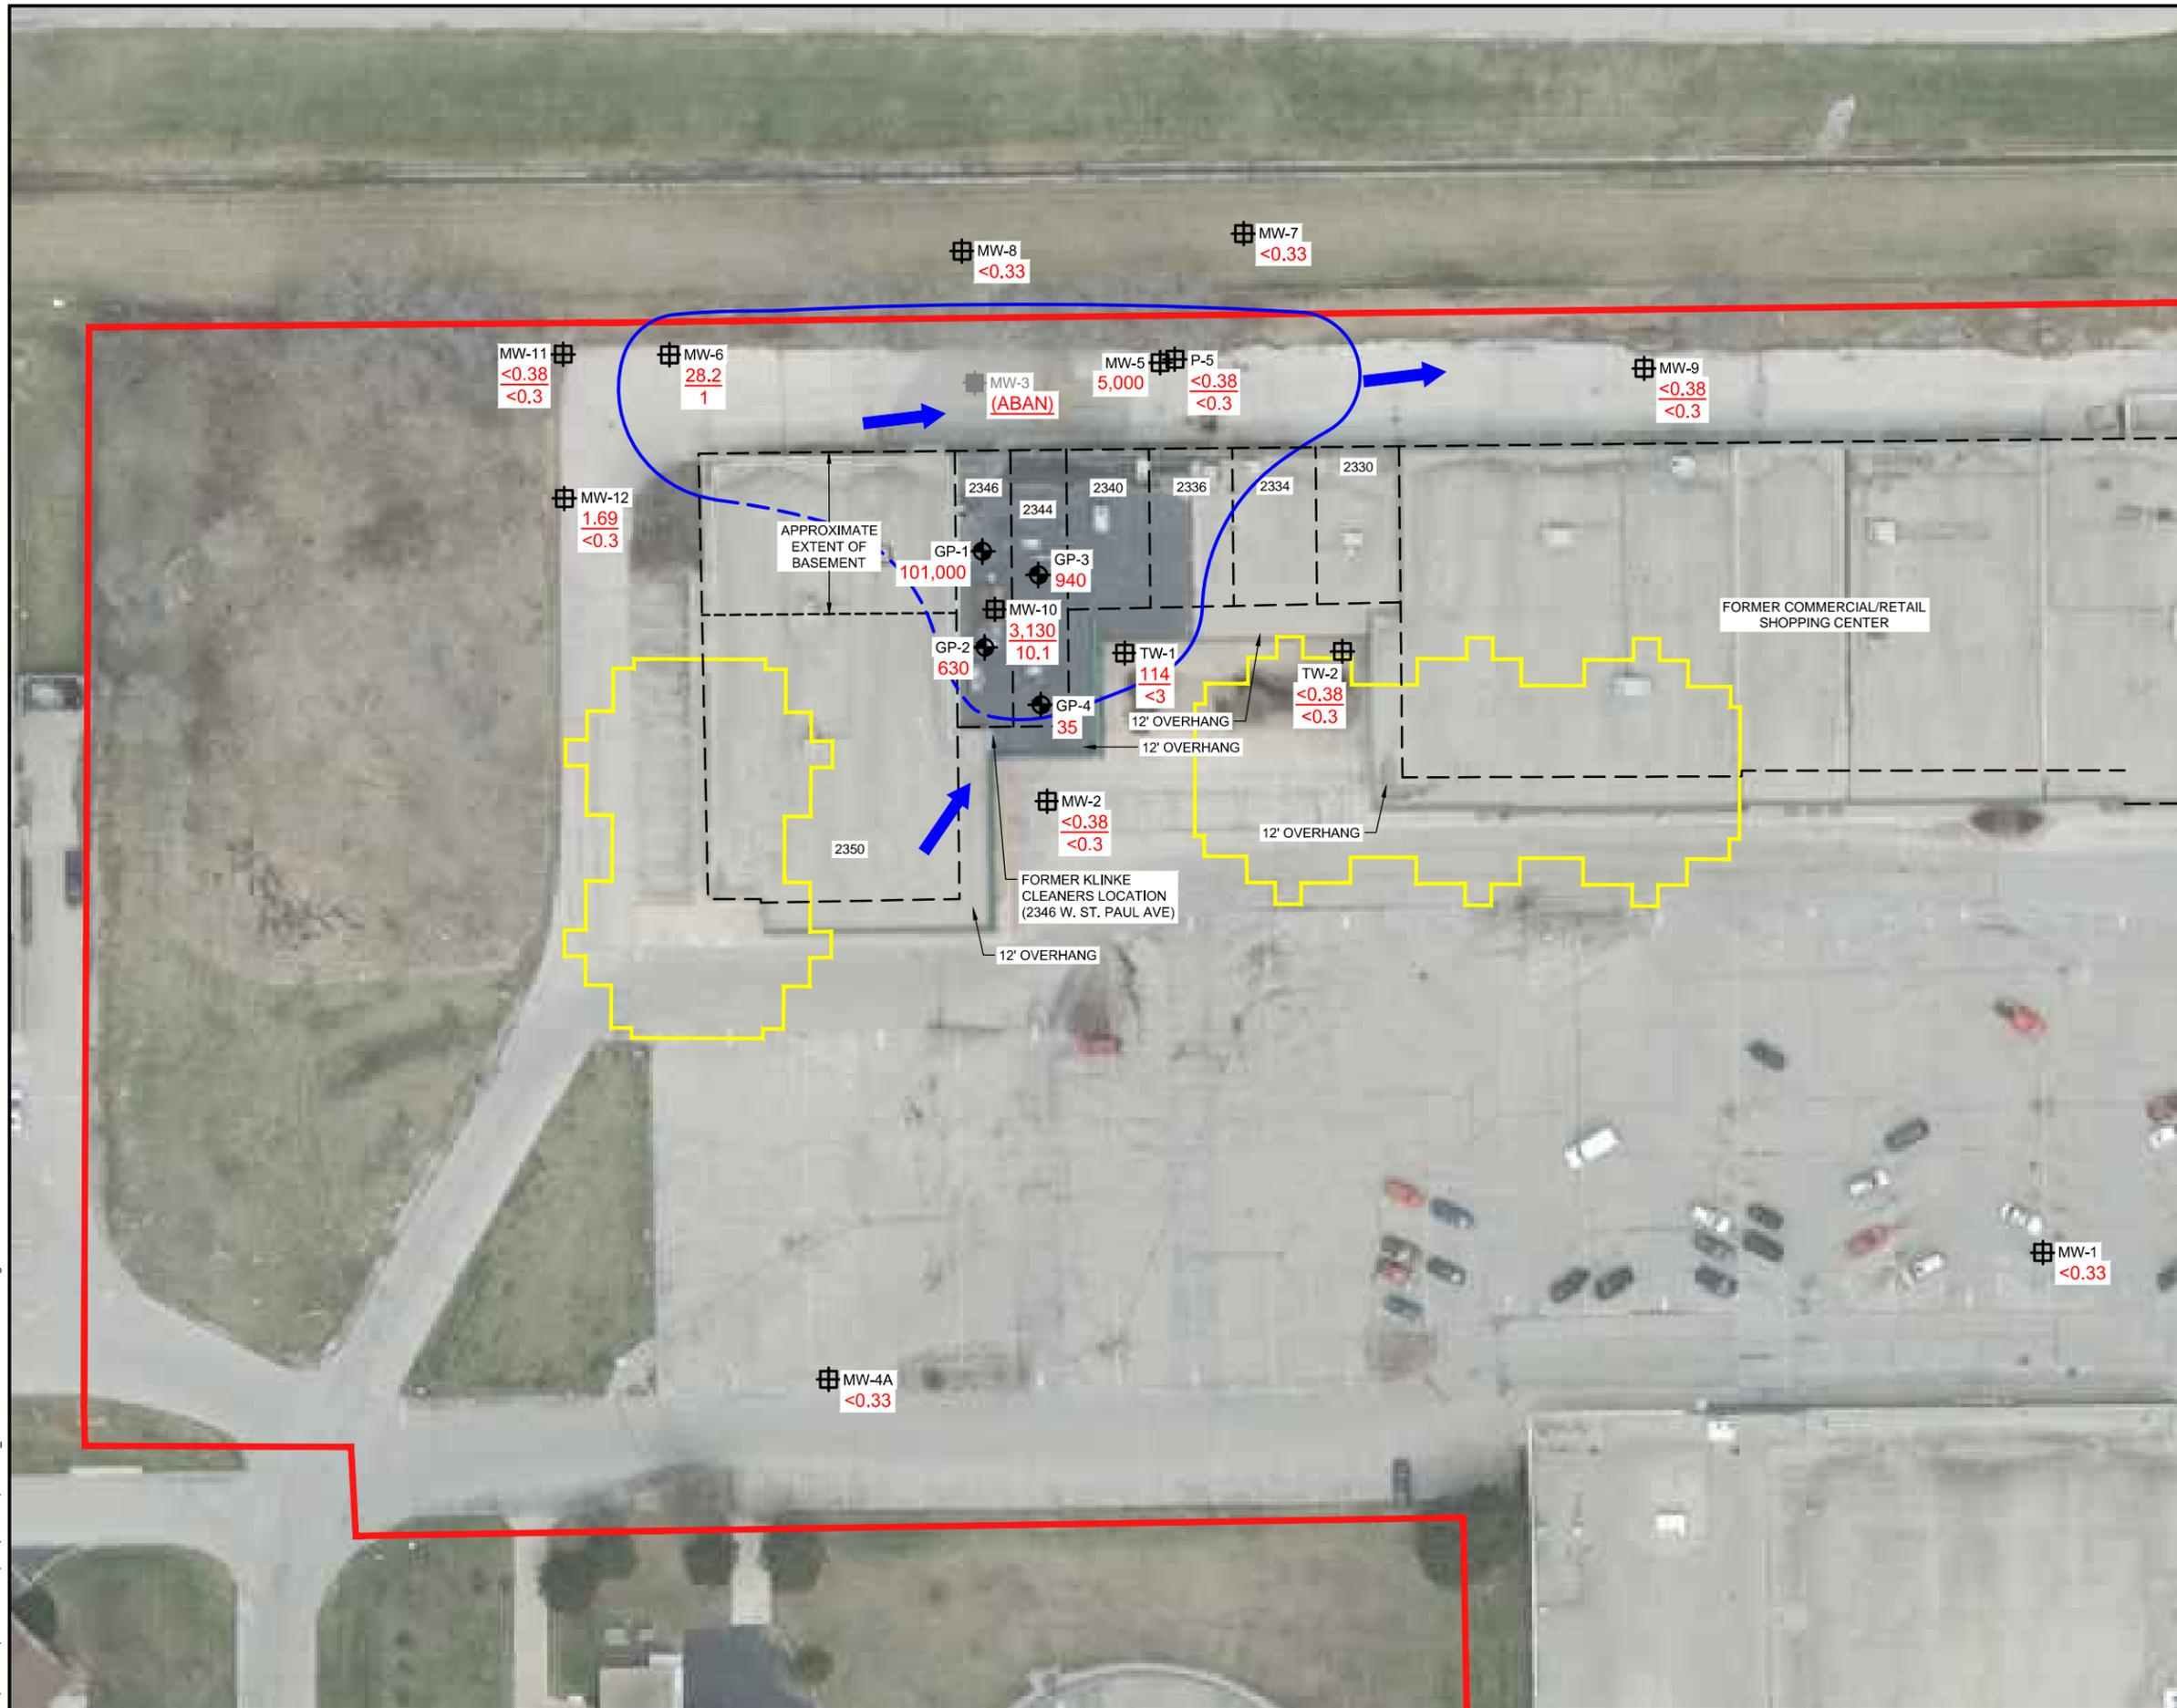 MW-7
<0.33
MW-8
<0.33
MW-11
<0.38
<0.3
MW-6
28.2
1
MW-3
(ABAN)
MW-5
5,000
P-5
<0.38
<0.3
MW-9
<0.38
<0.3
2346
2344
2340
2336
2334
2330
MW-12
1.69
<0.3
APPROXIMATE
EXTENT OF
BASEMENT
GP-1
101,000
GP-3
940
MW-10
3,130
10.1
GP-2
630
TW-1
114
<3
GP-4
35
TW-2
<0.38
<0.3
FORMER COMMERCIAL/RETAIL
SHOPPING CENTER
12' OVERHANG
12' OVERHANG
MW-2
<0.38
<0.3
12' OVERHANG
2350
FORMER KLINKE
CLEANERS LOCATION
(2346 W. ST. PAUL AVE)
12' OVERHANG
MW-1
<0.33
MW-4A
<0.33